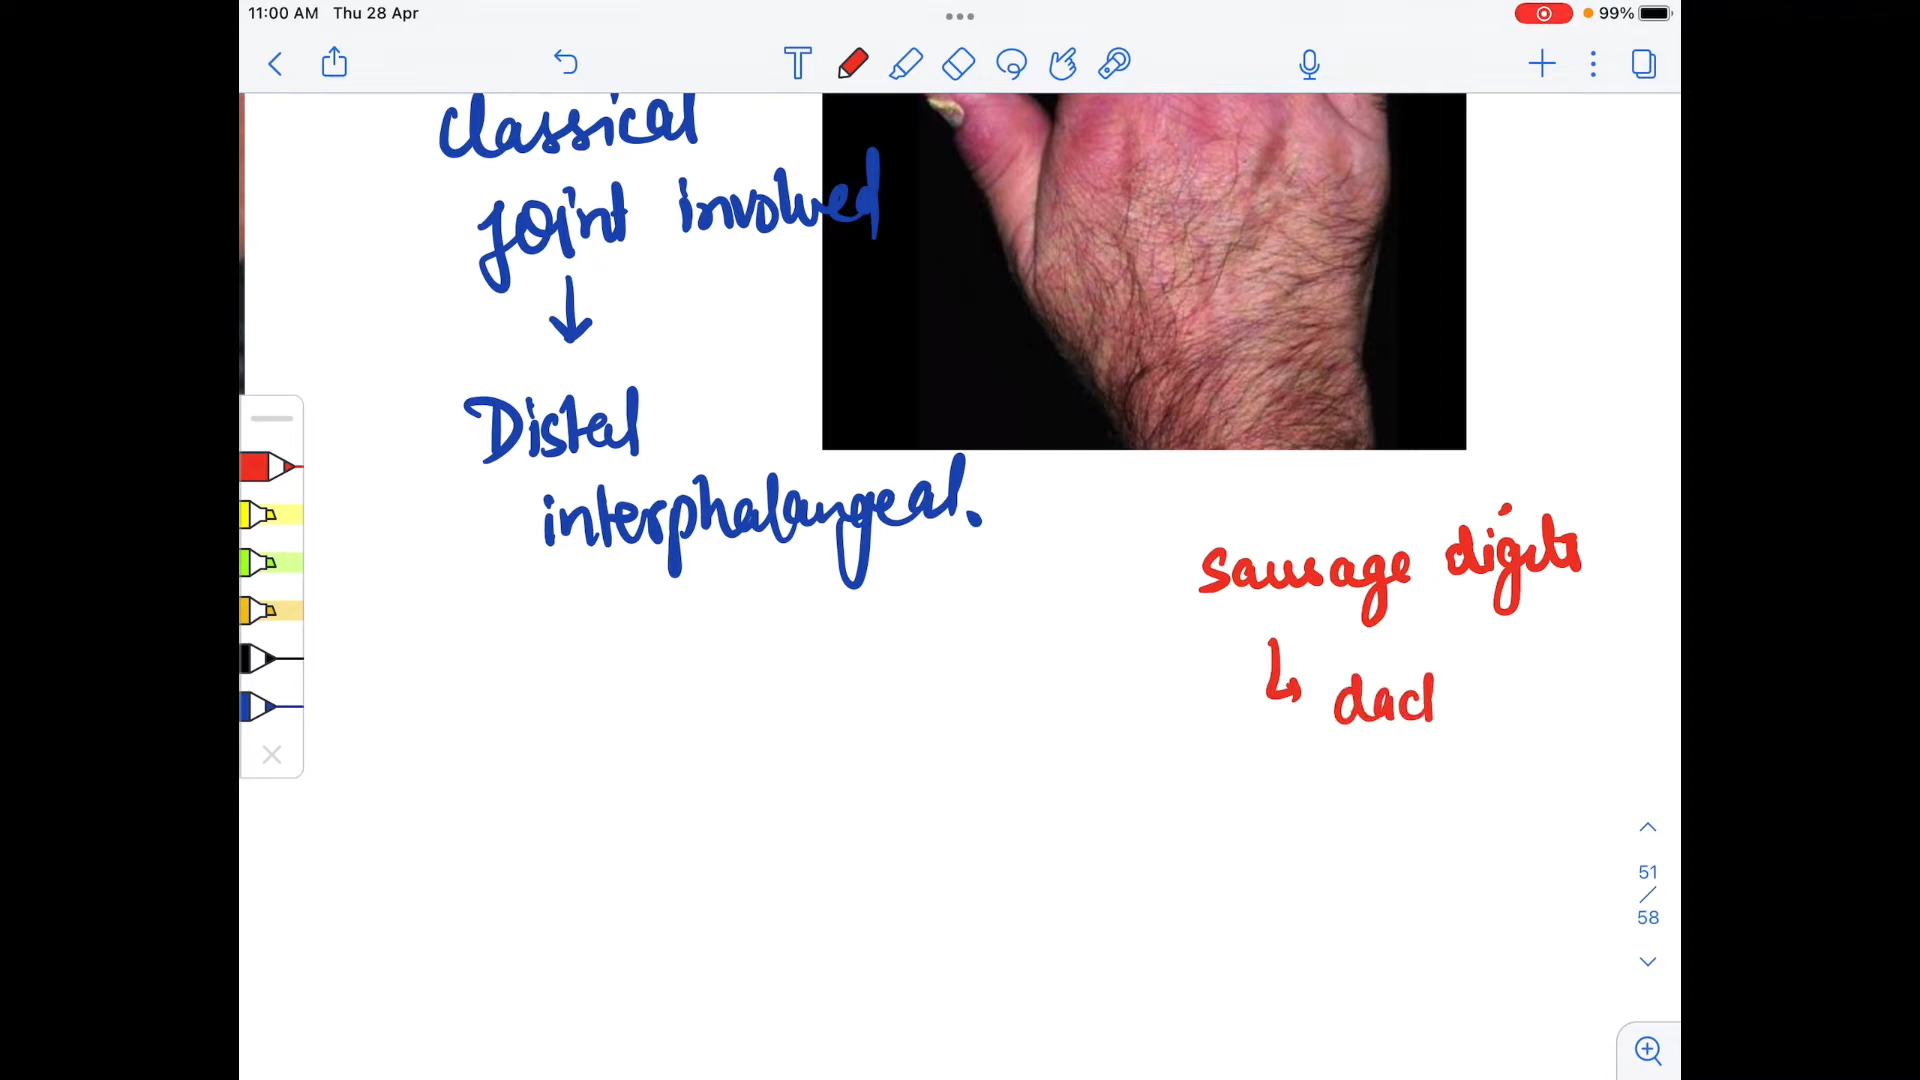 11:00 AM Thu 28 Apr
99%
T
classical
joint involved
Distal
interphalangeal.
sausage digits
dacl
51
58